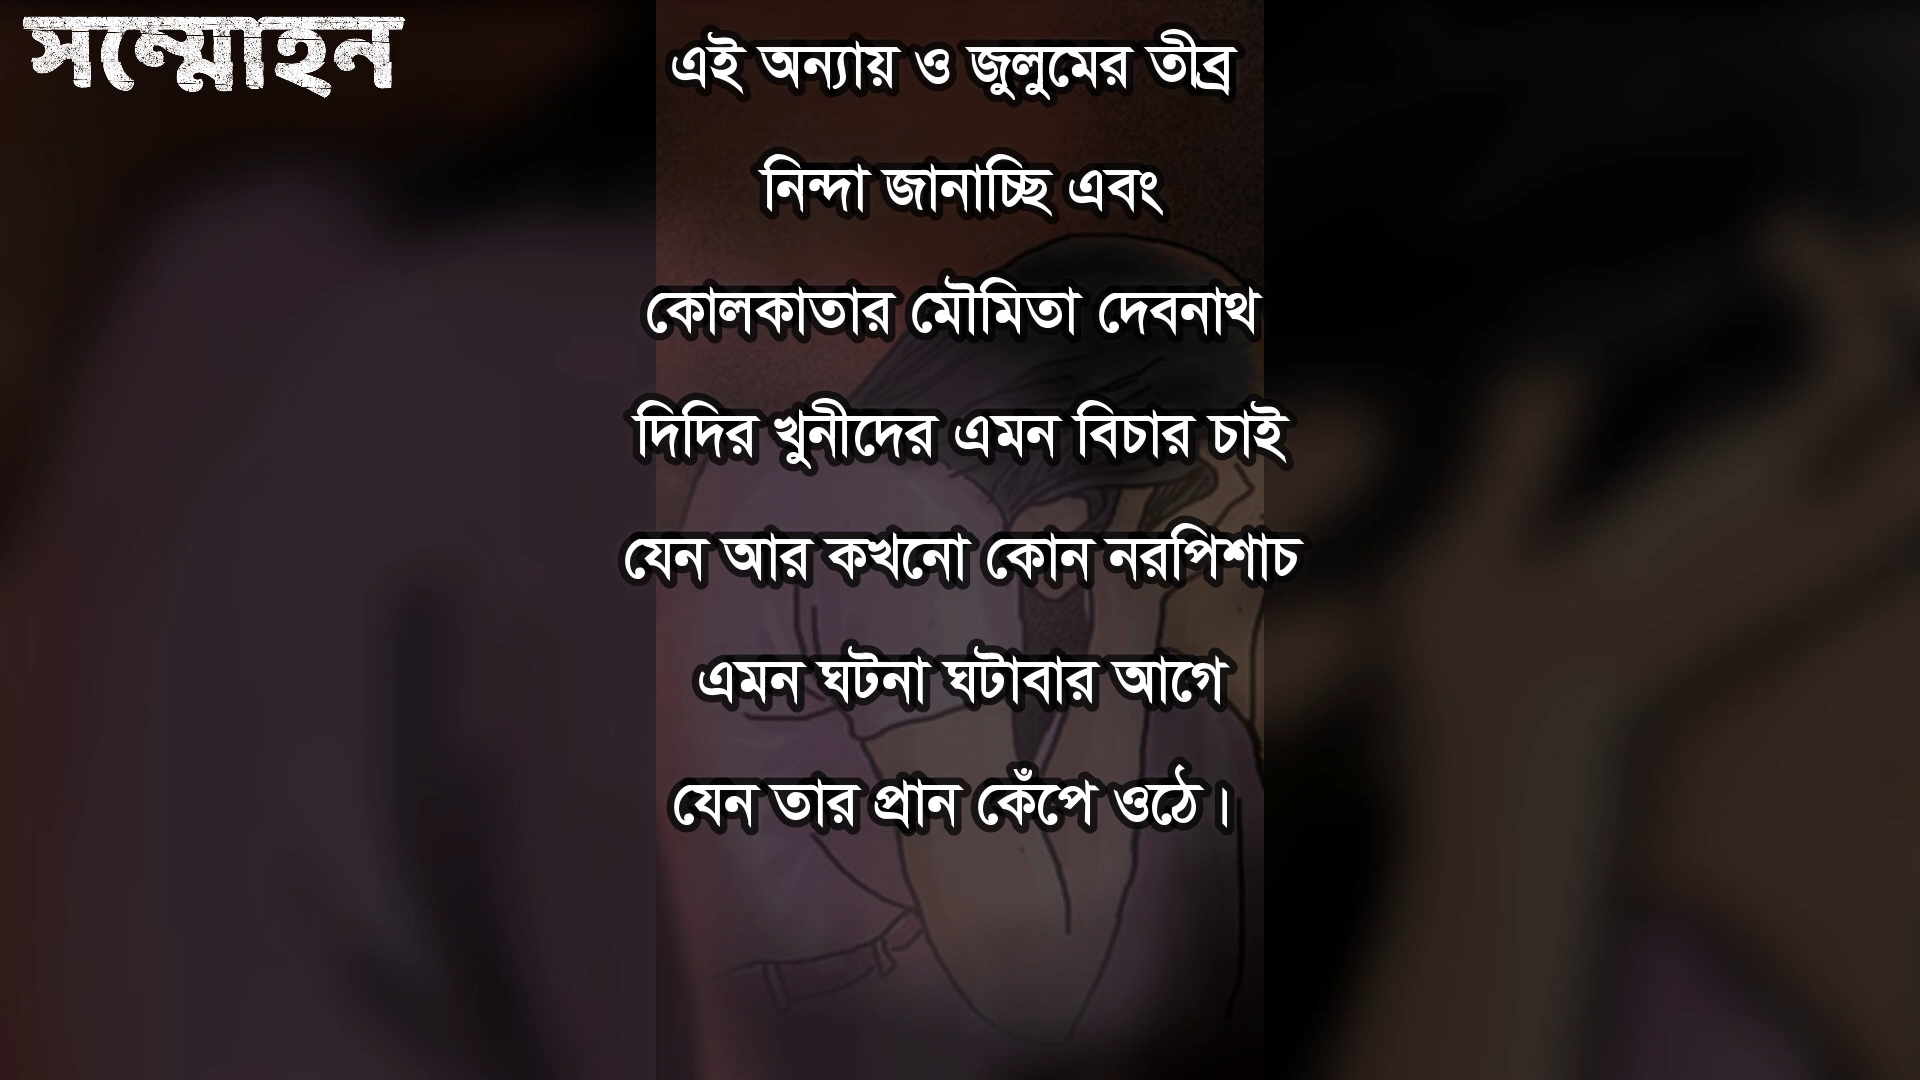 সম্মোহন
এই অন্যায় ও জুলুমের তীব্র
নিন্দা জানাচ্ছি এবং
কোলকাতার মৌমিতা দেবনাথ
দিদির খুনীদের এমন বিচার চাই
যেন আর কখনো কোন নরপিশাচ
এমন ঘটনা ঘটাবার আগে
যেন তার প্রান কেঁপে ওঠে।